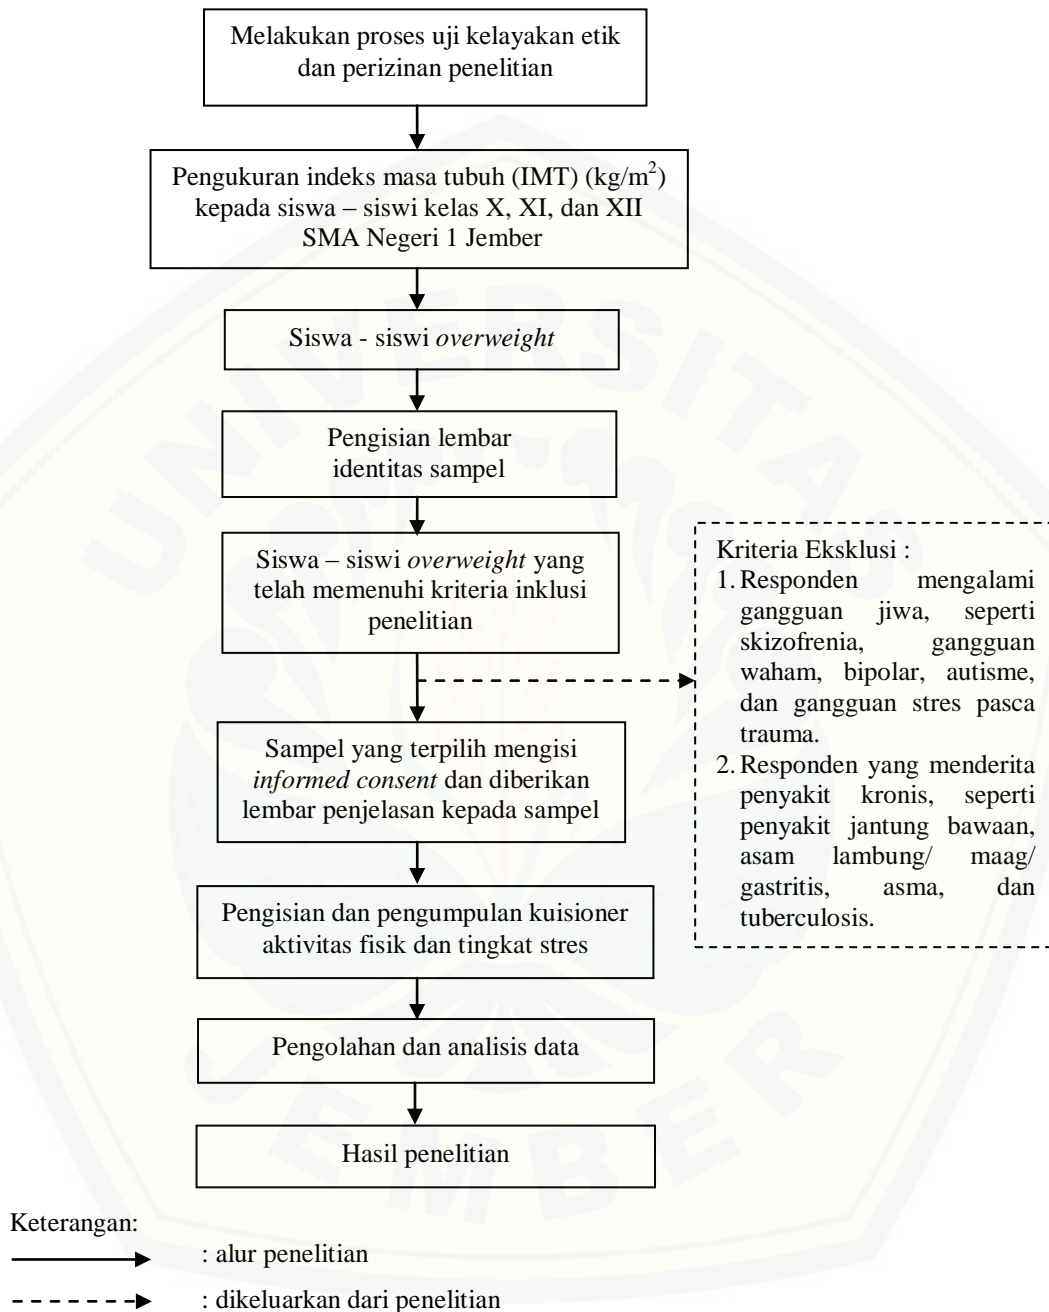 Melakukan proses uji kelayakan etik
dan perizinan penelitian
Pengukuran indeks masa tubuh (IMT) (kg/m²)
kepada siswa – siswi kelas X, XI, dan XII
SMA Negeri 1 Jember
Siswa - siswi overweight
Pengisian lembar
identitas sampel
Siswa – siswi overweight yang
telah memenuhi kriteria inklusi
penelitian
Kriteria Eksklusi :
1. Responden mengalami
gangguan jiwa, seperti
skizofrenia, gangguan
waham, bipolar, autisme,
dan gangguan stres pasca
trauma.
2. Responden yang menderita
penyakit kronis, seperti
penyakit jantung bawaan,
asam lambung/ maag/
gastritis, asma, dan
tuberculosis.
Sampel yang terpilih mengisi
informed consent dan diberikan
lembar penjelasan kepada sampel
Pengisian dan pengumpulan kuisioner
aktivitas fisik dan tingkat stres
Pengolahan dan analisis data
Hasil penelitian
Keterangan:
: alur penelitian
: dikeluarkan dari penelitian
UNIVERSITAS
JEMBER